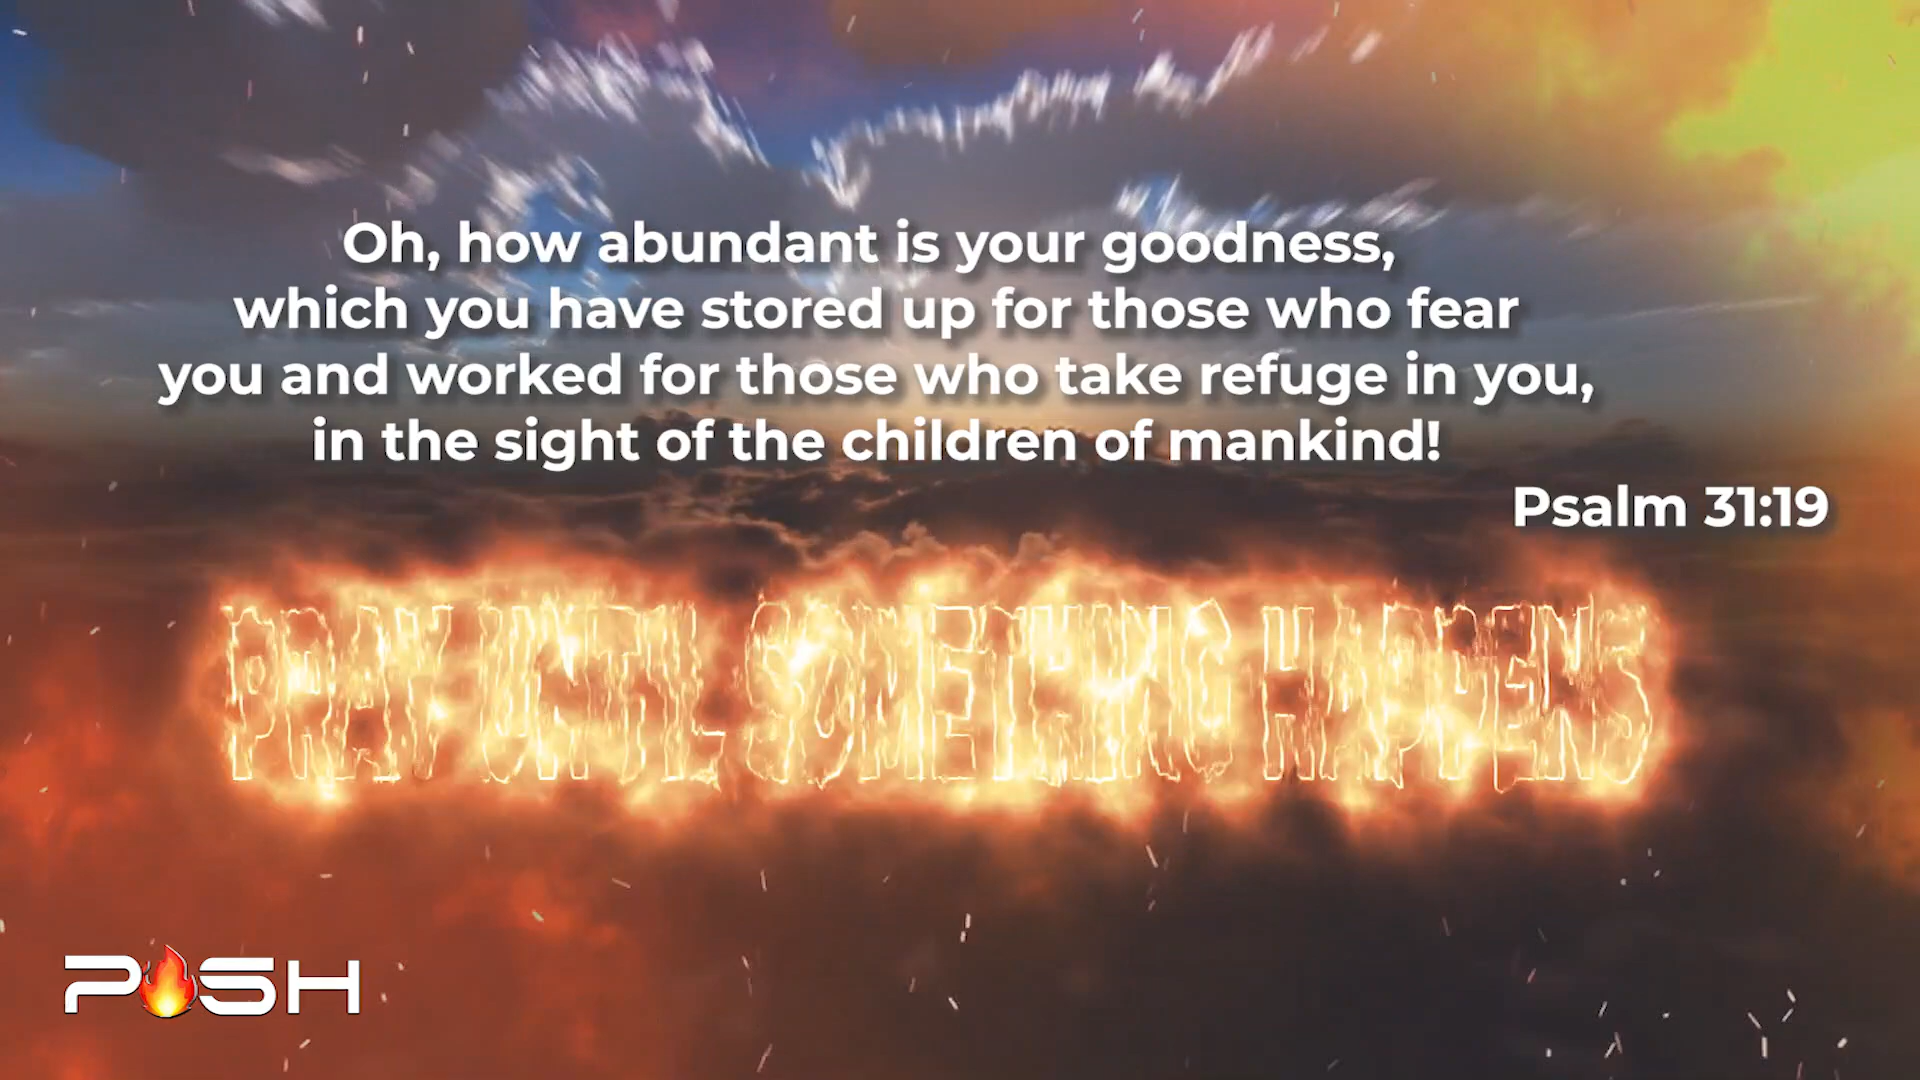 Oh, how abundant is your goodness,
which you have stored up for those who fear
you and worked for those who take refuge in you,
in the sight of the children of mankind!
Psalm 31:19
PRAY UNTIL SOMETHING HAPPENS
PUSH